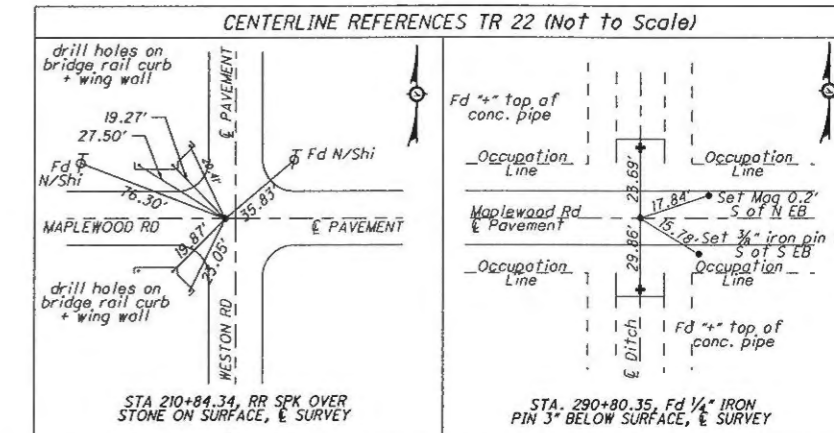 CENTERLINE REFERENCES TR 22 (Not to Scale)
drill holes on
bridge rail curb
+ wing wall
℄ PAVEMENT
19.27'
27.50'
Fd
N/Shi
76.30'
35.83'
Fd N/Shi
MAPLEWOOD RD
℄ PAVEMENT
19.87'
23.05'
drill holes on
bridge rail curb
+ wing wall
WESTON RD
STA 210+84.34, RR SPK OVER
STONE ON SURFACE, ℄ SURVEY
Fd "+" top of
conc. pipe
Occupation
Line
Occupation
Line
23.69'
17.84'
Set Mag 0.2'
S of N EB
Maplewood Rd
℄ Pavement
15.78'
Set 3/8" iron pin
S of S EB
29.86'
Occupation
Line
Occupation
Line
Fd "+" top of
conc. pipe
℄ Ditch
STA. 290+80.35, Fd 1/4" IRON
PIN 3" BELOW SURFACE, ℄ SURVEY